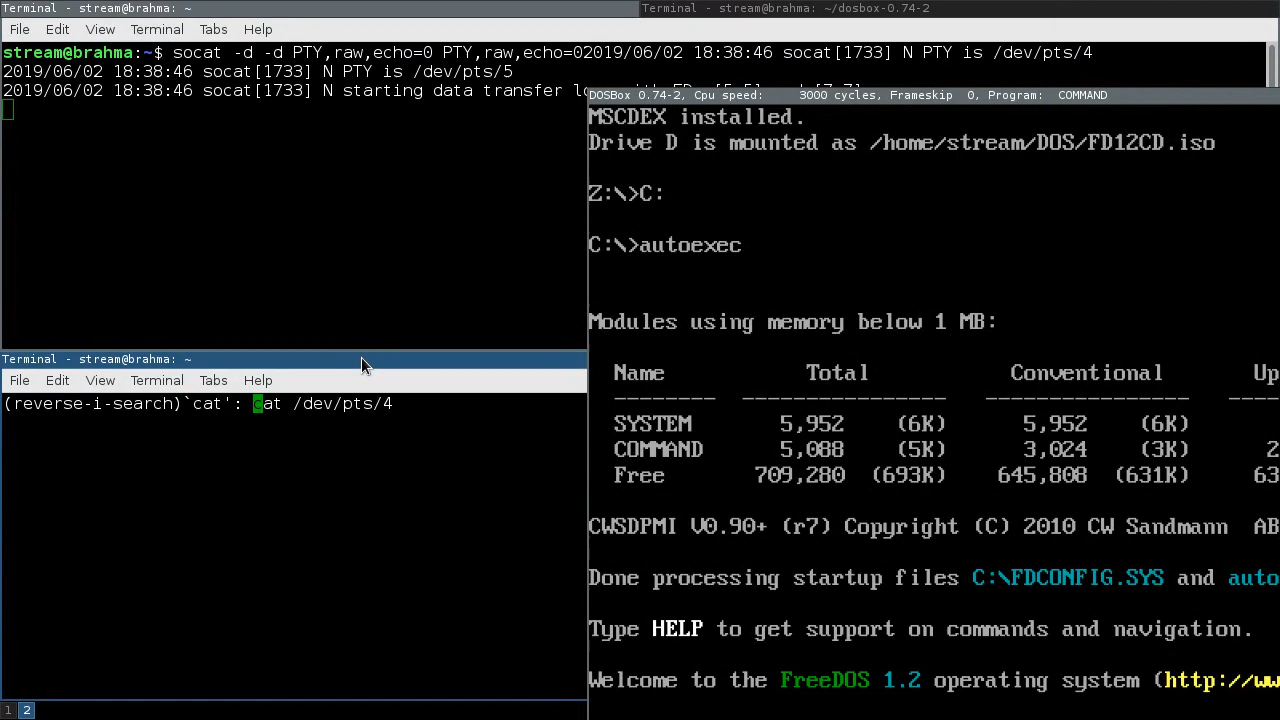 Terminal - stream@brahma: ~
File Edit View Terminal Tabs Help
stream@brahma:~$ socat -d -d PTY,raw,echo=0 PTY,raw,echo=02019/06/02 18:38:46 socat[1733] N PTY is /dev/pts/4
2019/06/02 18:38:46 socat[1733] N PTY is /dev/pts/5
2019/06/02 18:38:46 socat[1733] N starting data transfer
Terminal - stream@brahma: ~/dosbox-0.74-2
DOSBox 0.74-2, Cpu speed: 3000 cycles, Frameskip 0, Program: COMMAND
MSCDEX installed.
Drive D is mounted as /home/stream/DOS/FD12CD.iso
Z:\>C:
C:\>autoexec
Modules using memory below 1 MB:
Name Total Conventional Up
-------- ---------------- ---------------- ----
SYSTEM 5,952 (6K) 5,952 (6K)
COMMAND 5,088 (5K) 3,024 (3K) 2
Free 709,280 (693K) 645,808 (631K) 63
CWSDPMI V0.90+ (r7) Copyright (C) 2010 CW Sandmann AB
Done processing startup files C:\FDCONFIG.SYS and auto
Type HELP to get support on commands and navigation.
Welcome to the FreeDOS 1.2 operating system (http://ww
Terminal - stream@brahma: ~
File Edit View Terminal Tabs Help
(reverse-i-search)`cat': cat /dev/pts/4
1 2